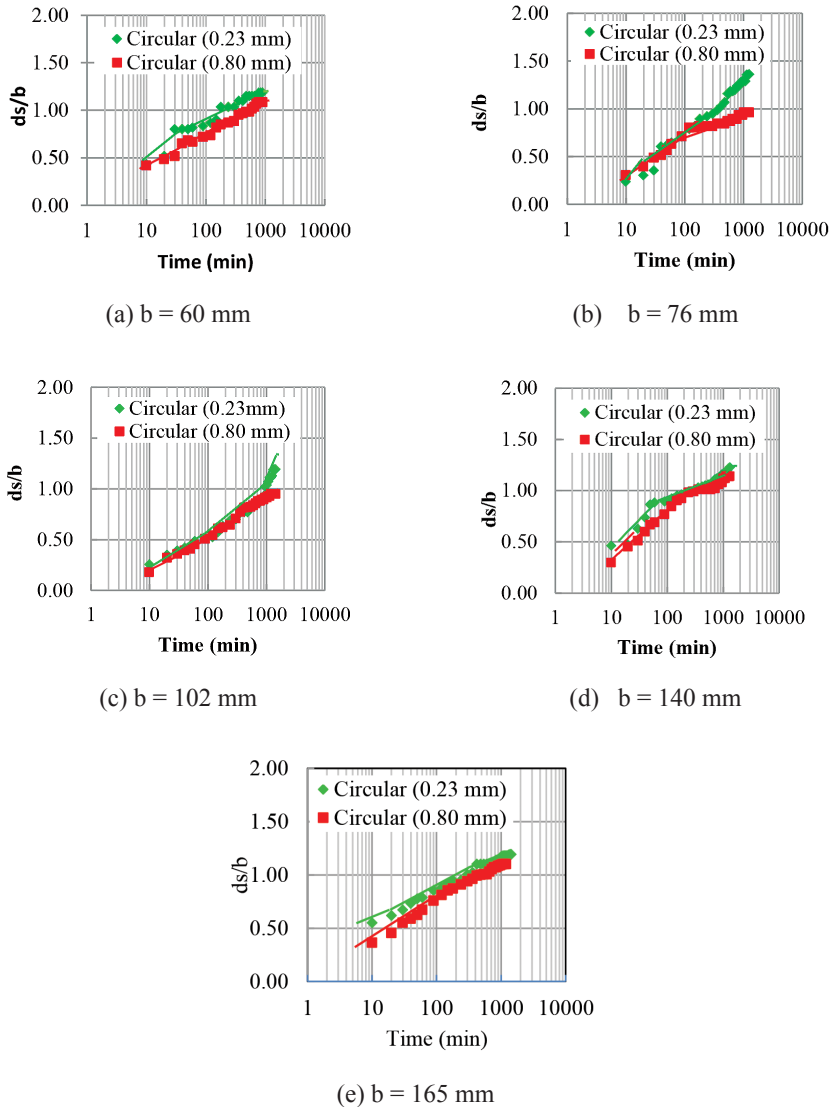 2.00
Circular (0.23 mm)
Circular (0.80 mm)
1.50
1.00
0.50
0.00
ds/b
1 10 100 1000 10000
Time (min)
(a) b = 60 mm
2.00
Circular (0.23 mm)
Circular (0.80 mm)
1.50
1.00
0.50
0.00
ds/b
1 10 100 1000 10000
Time (min)
(b) b = 76 mm
2.00
Circular (0.23mm)
Circular (0.80 mm)
1.50
1.00
0.50
0.00
ds/b
1 10 100 1000 10000
Time (min)
(c) b = 102 mm
2.00
Circular (0.23 mm)
Circular (0.80 mm)
1.50
1.00
0.50
0.00
ds/b
1 10 100 1000 10000
Time (min)
(d) b = 140 mm
2.00
Circular (0.23 mm)
Circular (0.80 mm)
1.50
1.00
0.50
0.00
ds/b
1 10 100 1000 10000
Time (min)
(e) b = 165 mm